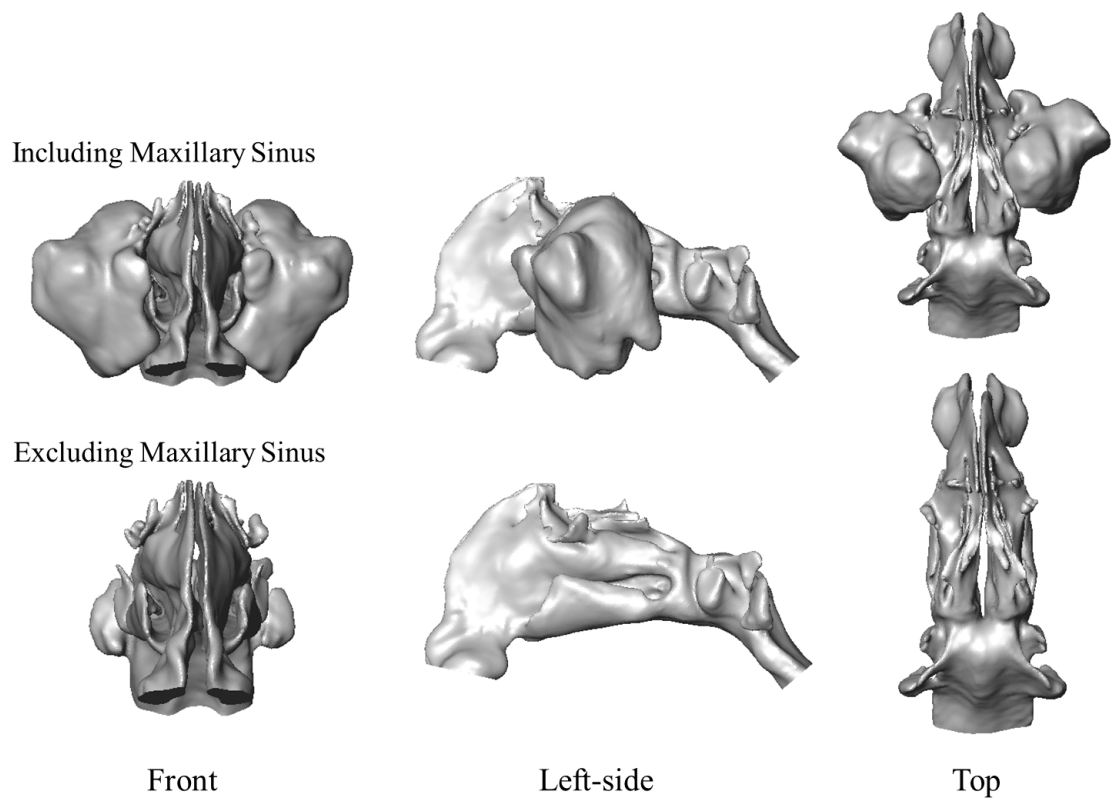 Including Maxillary Sinus
Excluding Maxillary Sinus
Front
Left-side
Top